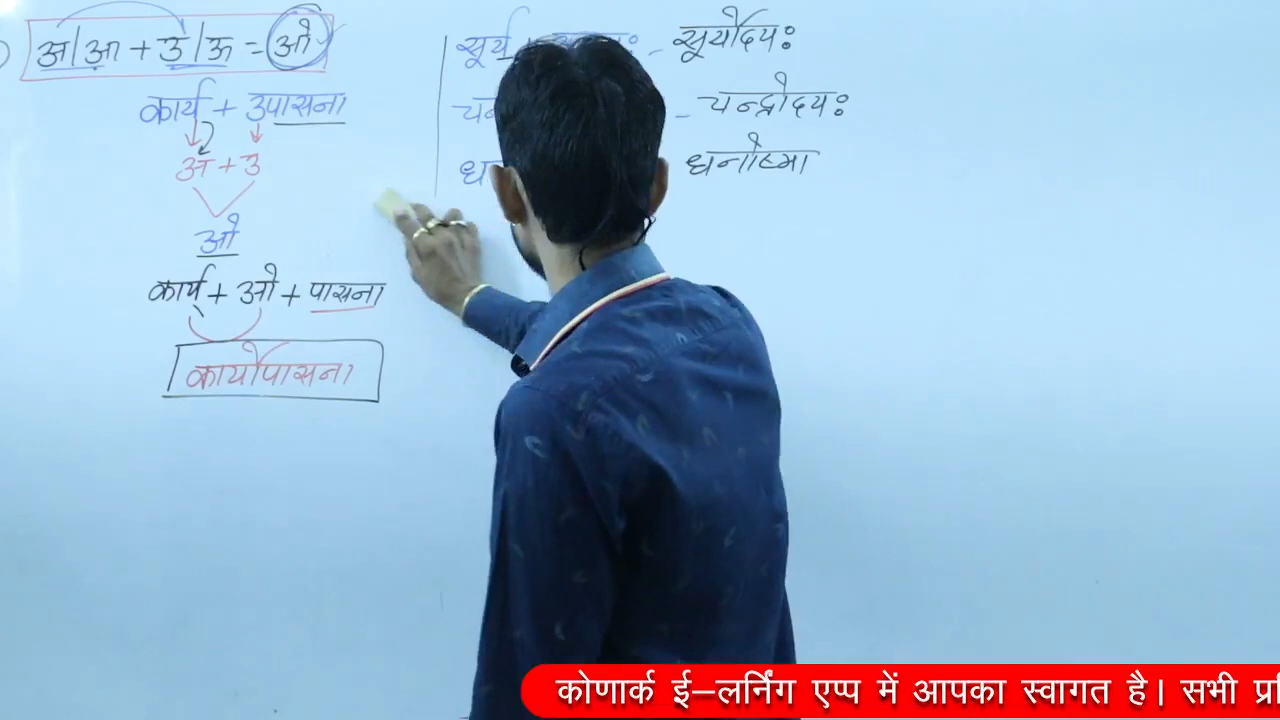 अ/आ + उ/ऊ = ओ
कार्य + उपासना
अ + उ
ओ
कार्य् + ओ + पासना
कार्योपासना
सूर्य - सूर्योदयः
- चन्द्रोदयः
धनोष्मा
कोणार्क ई–लर्निंग एप्प में आपका स्वागत है। सभी